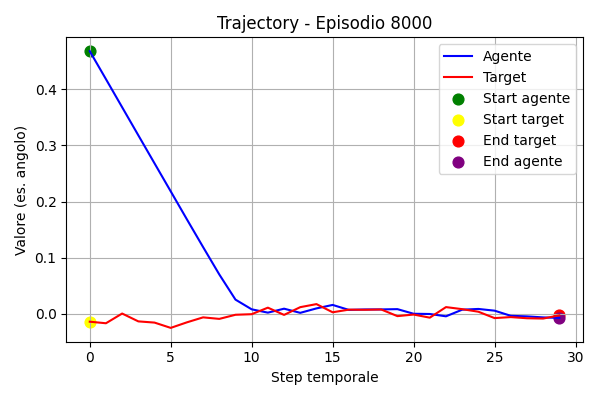 Trajectory - Episodio 8000
Valore (es. angolo)
0.4
0.3
0.2
0.1
0.0
Agente
Target
Start agente
Start target
End target
End agente
0 5 10 15 20 25 30
Step temporale